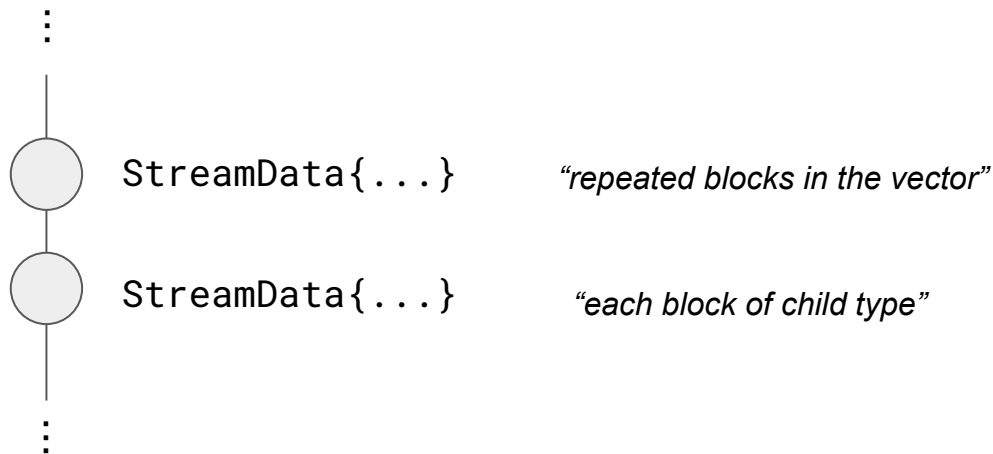 StreamData{...}
“repeated blocks in the vector”
StreamData{...}
“each block of child type”